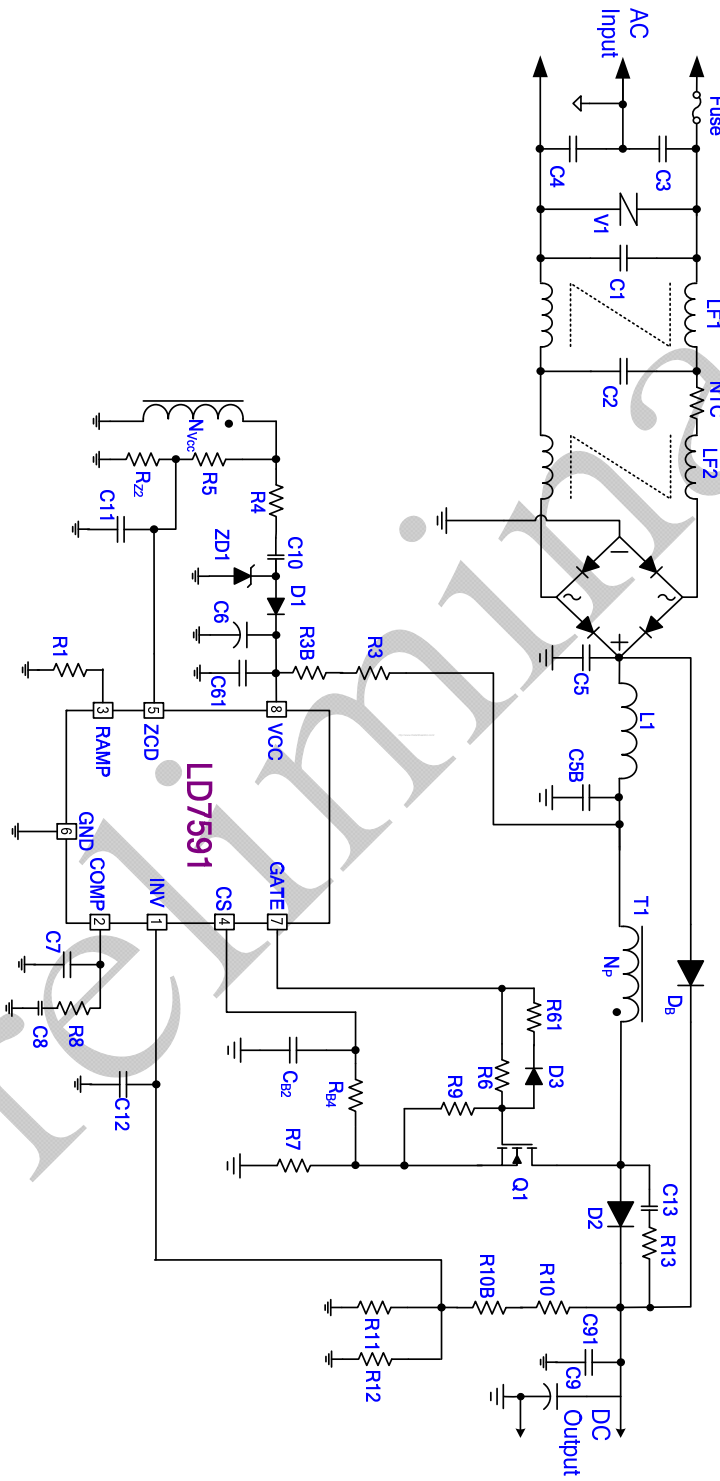 AC
Input
Fuse
C3
C4
V1
C1
LF1
C2
NTC
LF2
~
~
+
C5
L1
C5B
T1
NP
DB
NVcc
RZ2
R5
R4
C11
C10
ZD1
D1
C6
C61
R3B
R3
R1
3
RAMP
5
ZCD
8
VCC
LD7591
6
GND
COMP
2
INV
1
CS
4
GATE
7
C7
C8
R8
C12
CB2
RB4
R61
R6
D3
R9
R7
Q1
C13
R13
D2
R10B
R10
R11
R12
C91
C9
DC
Output
relimina